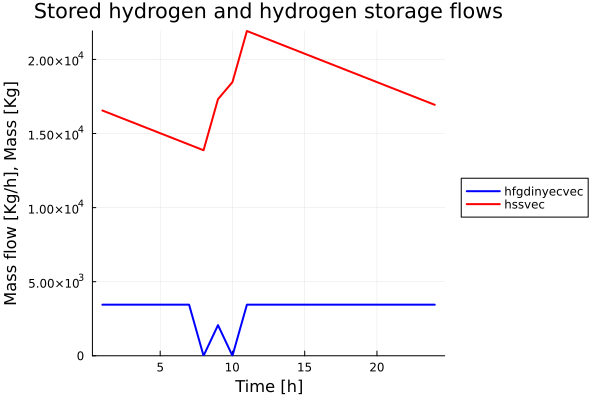 Stored hydrogen and hydrogen storage flows
Mass flow [Kg/h], Mass [Kg]
2.00×10⁴
1.50×10⁴
1.00×10⁴
5.00×10³
0
5 10 15 20
Time [h]
hfgdinyecvec
hssvec